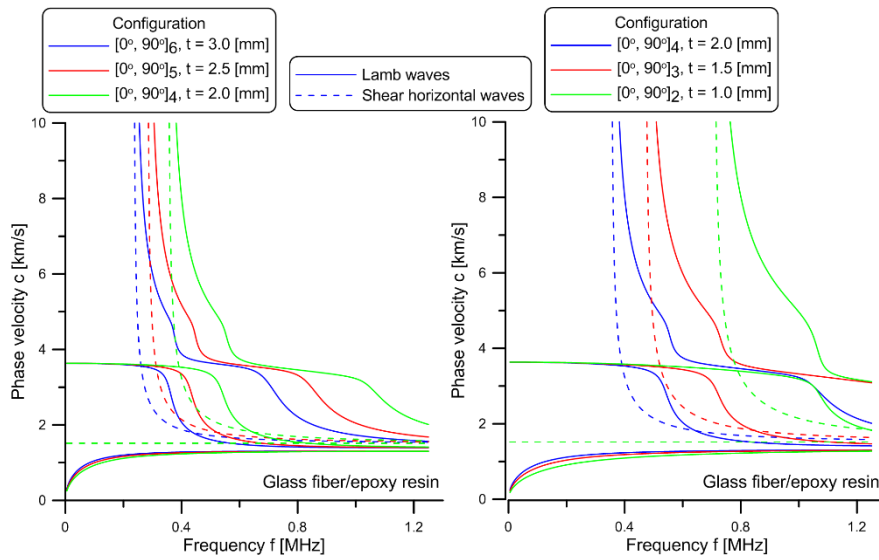 Configuration
[0°, 90°]6, t = 3.0 [mm]
[0°, 90°]5, t = 2.5 [mm]
[0°, 90°]4, t = 2.0 [mm]
Lamb waves
Shear horizontal waves
Configuration
[0°, 90°]4, t = 2.0 [mm]
[0°, 90°]3, t = 1.5 [mm]
[0°, 90°]2, t = 1.0 [mm]
10
8
6
4
2
0
Phase velocity c [km/s]
Glass fiber/epoxy resin
0 0.4 0.8 1.2
Frequency f [MHz]
10
8
6
4
2
0
Phase velocity c [km/s]
Glass fiber/epoxy resin
0 0.4 0.8 1.2
Frequency f [MHz]